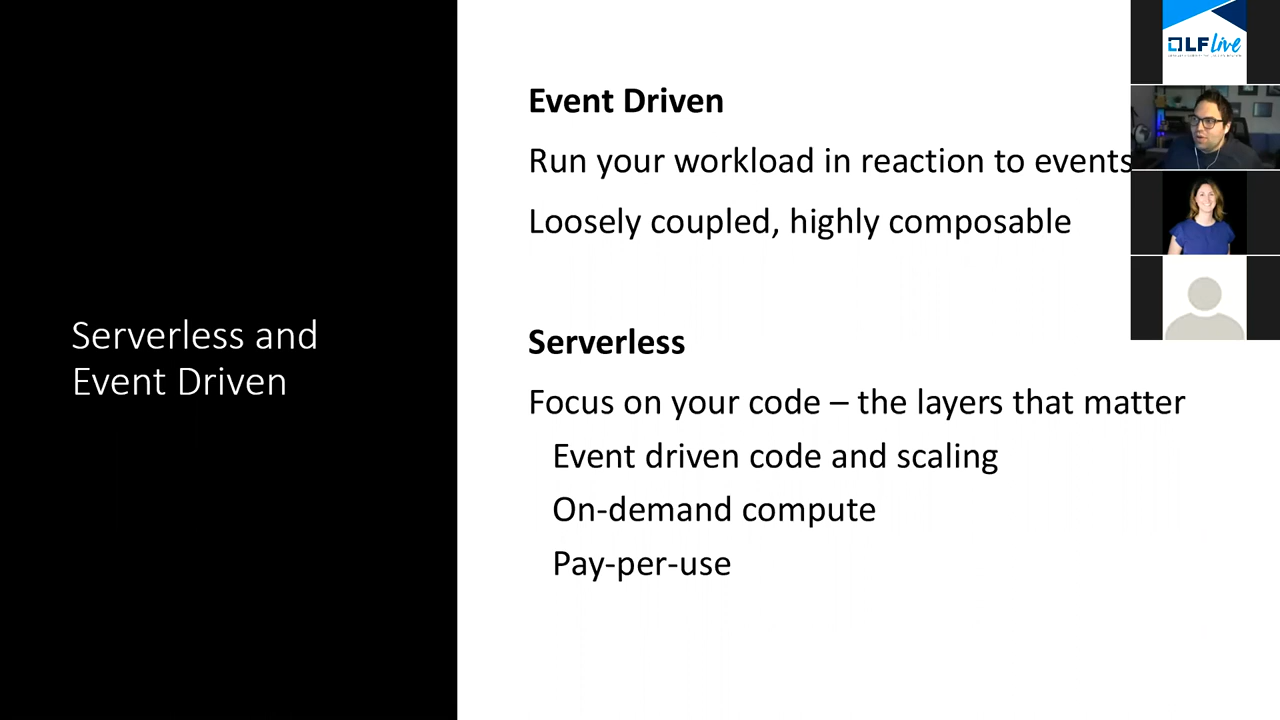 Serverless and
Event Driven
Event Driven
Run your workload in reaction to events
Loosely coupled, highly composable
Serverless
Focus on your code – the layers that matter
Event driven code and scaling
On-demand compute
Pay-per-use
LF live